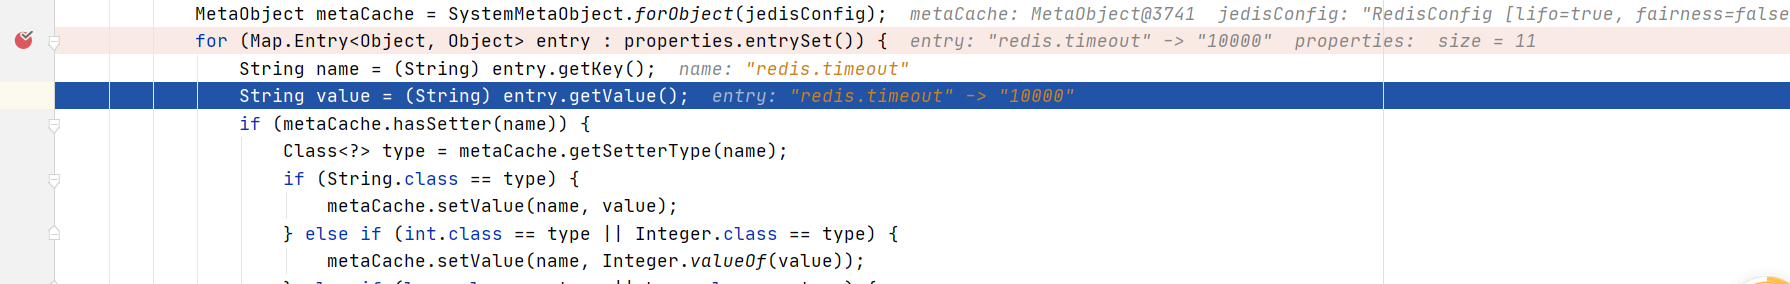 MetaObject metaCache = SystemMetaObject.forObject(jedisConfig);  metaCache: MetaObject@3741  jedisConfig: "RedisConfig [lifo=true, fairness=false
for (Map.Entry<Object, Object> entry : properties.entrySet()) {  entry: "redis.timeout" -> "10000"  properties:  size = 11
String name = (String) entry.getKey();  name: "redis.timeout"
String value = (String) entry.getValue();  entry: "redis.timeout" -> "10000"
if (metaCache.hasSetter(name)) {
Class<?> type = metaCache.getSetterType(name);
if (String.class == type) {
metaCache.setValue(name, value);
} else if (int.class == type || Integer.class == type) {
metaCache.setValue(name, Integer.valueOf(value));